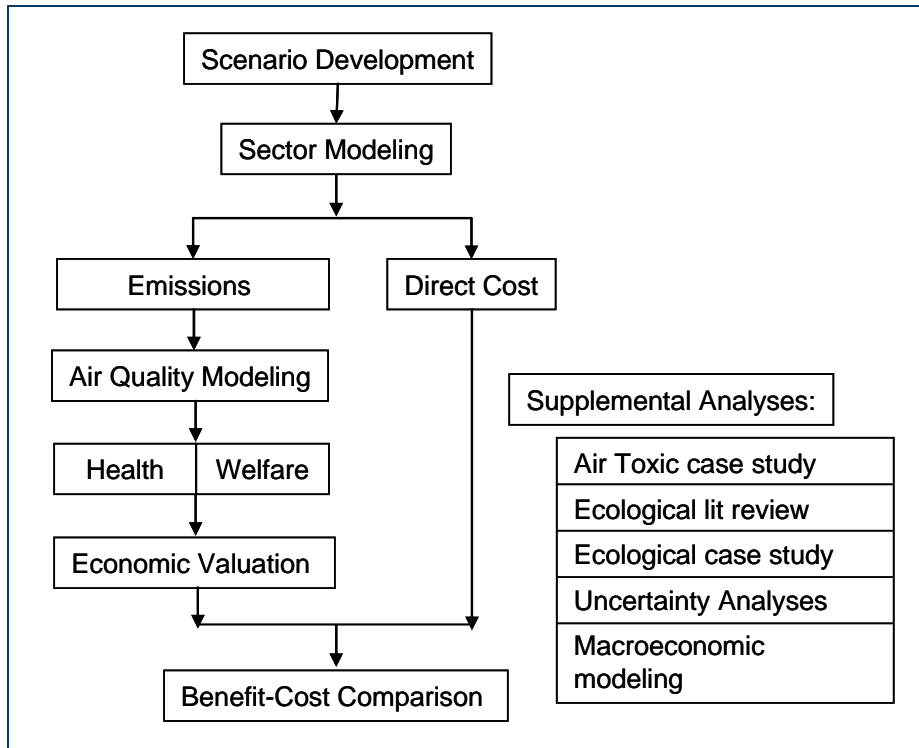 Scenario Development
Sector Modeling
Emissions
Direct Cost
Air Quality Modeling
Health
Welfare
Economic Valuation
Benefit-Cost Comparison
Supplemental Analyses:
Air Toxic case study
Ecological lit review
Ecological case study
Uncertainty Analyses
Macroeconomic
modeling